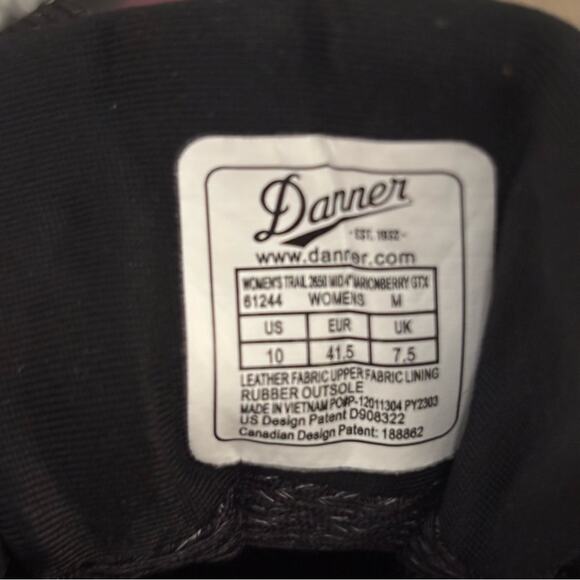 Danner
-EST. 1932-
www.danner.com
WOMEN'S TRAIL 2650 MID 4" MARIONBERRY GTX
61244 WOMENS M
US EUR UK
10 41.5 7.5
LEATHER FABRIC UPPER FABRIC LINING
RUBBER OUTSOLE
MADE IN VIETNAM PO#P-12011304 PY2303
US Design Patent D908322
Canadian Design Patent: 188862